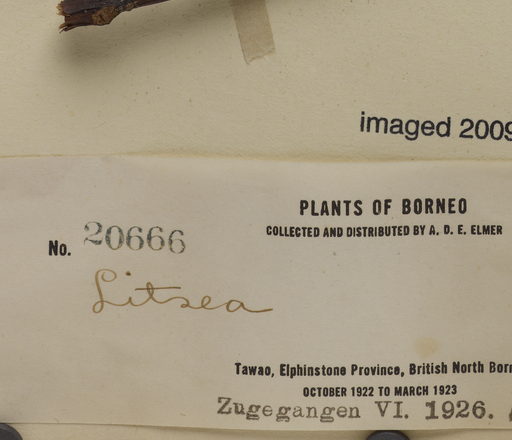 imaged 2009
PLANTS OF BORNEO
COLLECTED AND DISTRIBUTED BY A. D. E. ELMER
No. 20666
Litsea
Tawao, Elphinstone Province, British North Born
OCTOBER 1922 TO MARCH 1923
Zugegangen VI. 1926.